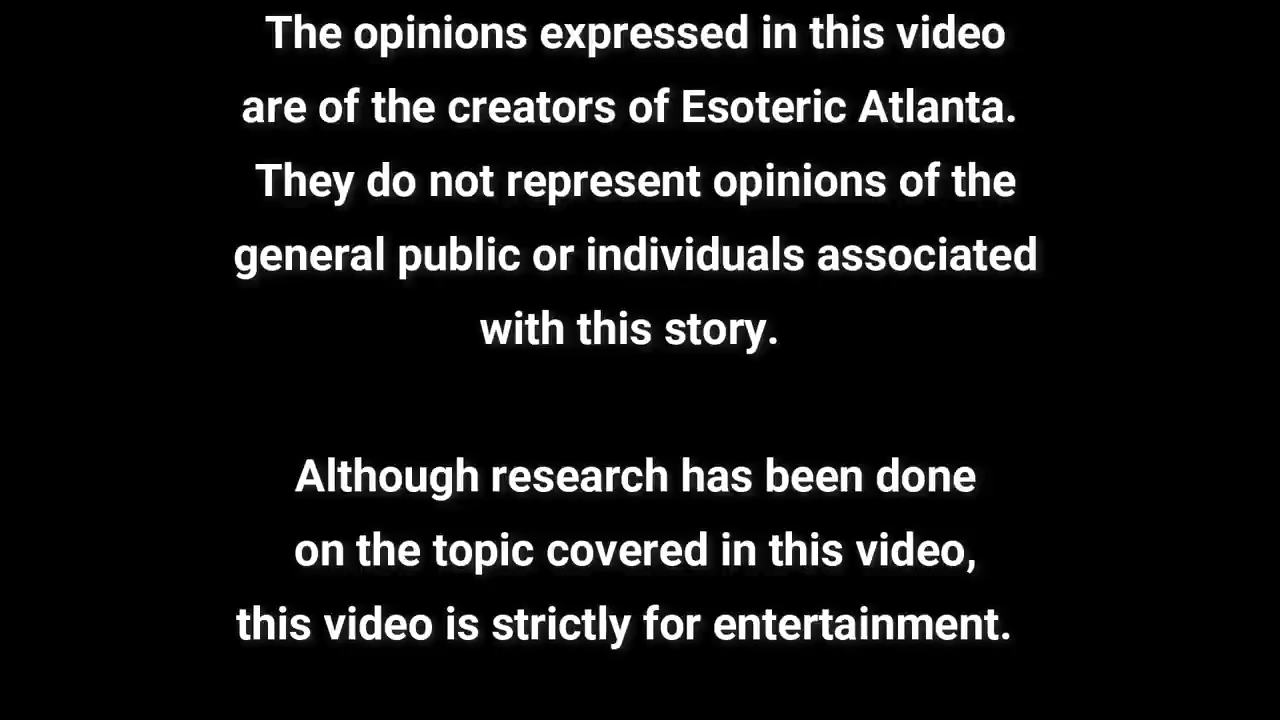 The opinions expressed in this video
are of the creators of Esoteric Atlanta.
They do not represent opinions of the
general public or individuals associated
with this story.
Although research has been done
on the topic covered in this video,
this video is strictly for entertainment.